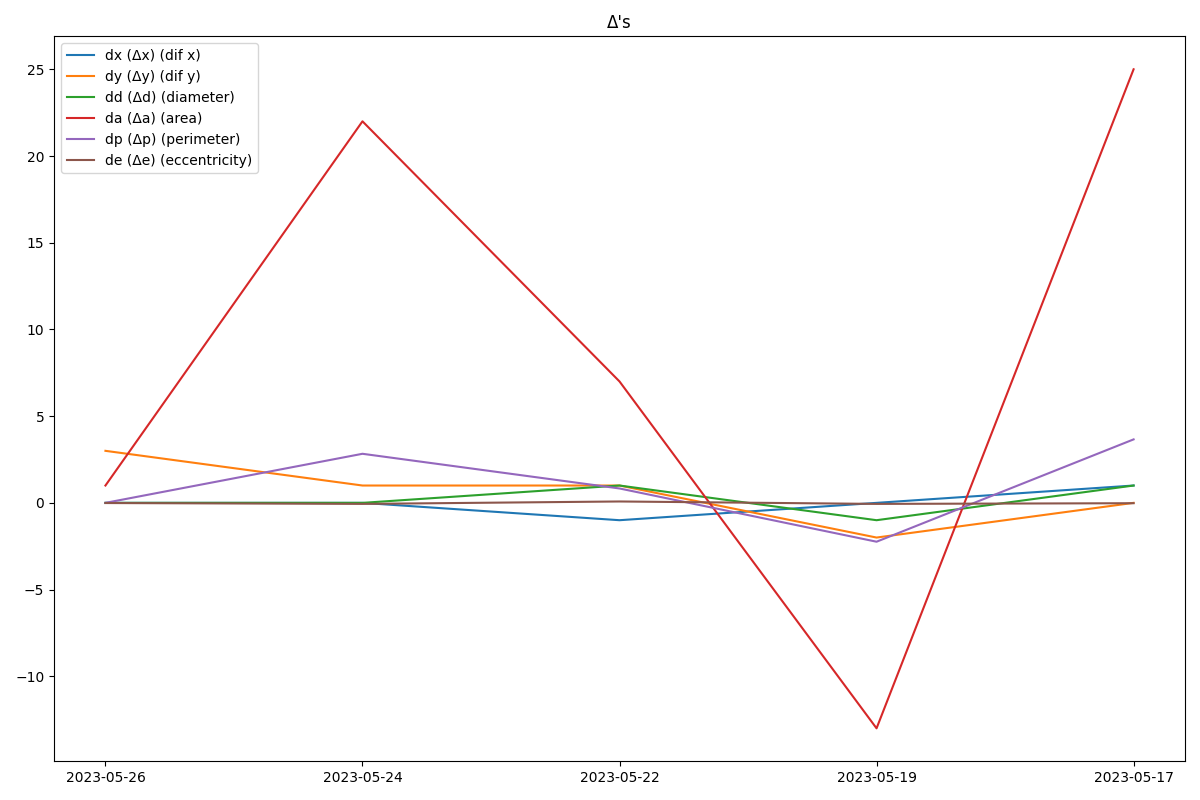 Δ's
dx (Δx) (dif x)
dy (Δy) (dif y)
dd (Δd) (diameter)
da (Δa) (area)
dp (Δp) (perimeter)
de (Δe) (eccentricity)
25
20
15
10
5
0
−5
−10
2023-05-26 2023-05-24 2023-05-22 2023-05-19 2023-05-17